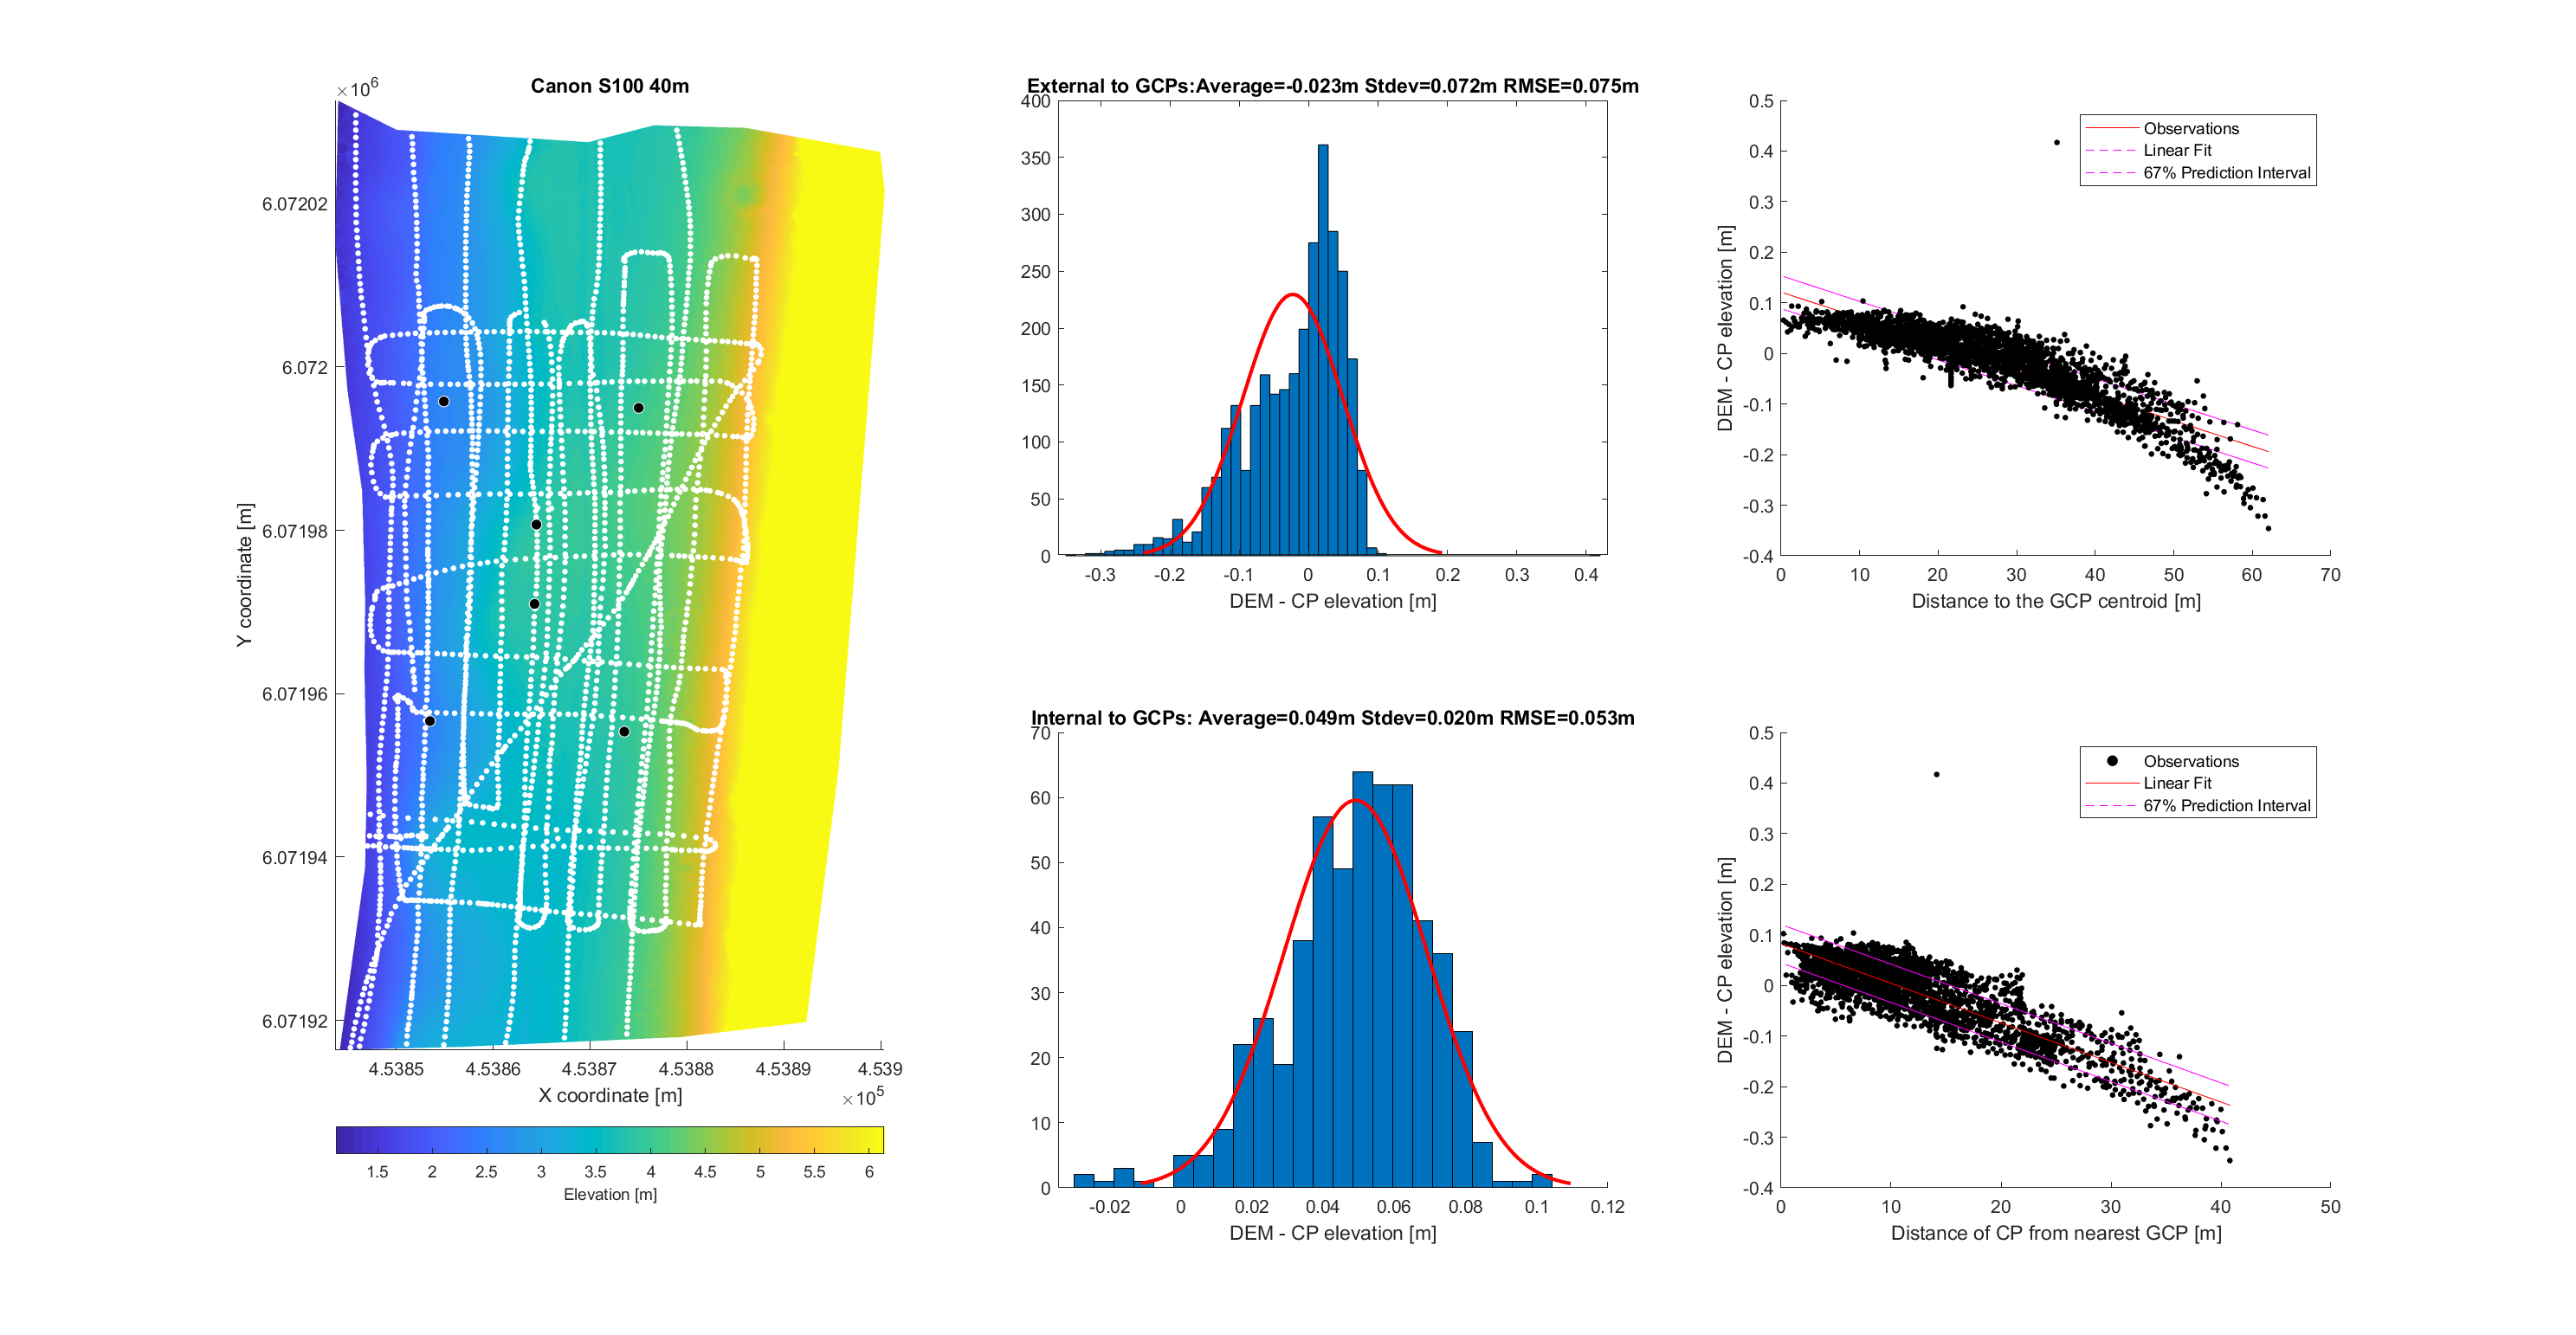 Canon S100 40m
×10⁶
6.07202
6.072
6.07198
6.07196
6.07194
6.07192
Y coordinate [m]
4.5385 4.5386 4.5387 4.5388 4.5389 4.539
X coordinate [m]
×10⁵
1.5 2 2.5 3 3.5 4 4.5 5 5.5 6
Elevation [m]
External to GCPs:Average=-0.023m Stdev=0.072m RMSE=0.075m
400
350
300
250
200
150
100
50
0
-0.3 -0.2 -0.1 0 0.1 0.2 0.3 0.4
DEM - CP elevation [m]
0.5
0.4
0.3
0.2
0.1
0
-0.1
-0.2
-0.3
-0.4
DEM - CP elevation [m]
Observations
Linear Fit
67% Prediction Interval
0 10 20 30 40 50 60 70
Distance to the GCP centroid [m]
Internal to GCPs: Average=0.049m Stdev=0.020m RMSE=0.053m
70
60
50
40
30
20
10
0
-0.02 0 0.02 0.04 0.06 0.08 0.1 0.12
DEM - CP elevation [m]
0.5
0.4
0.3
0.2
0.1
0
-0.1
-0.2
-0.3
-0.4
DEM - CP elevation [m]
Observations
Linear Fit
67% Prediction Interval
0 10 20 30 40 50
Distance of CP from nearest GCP [m]